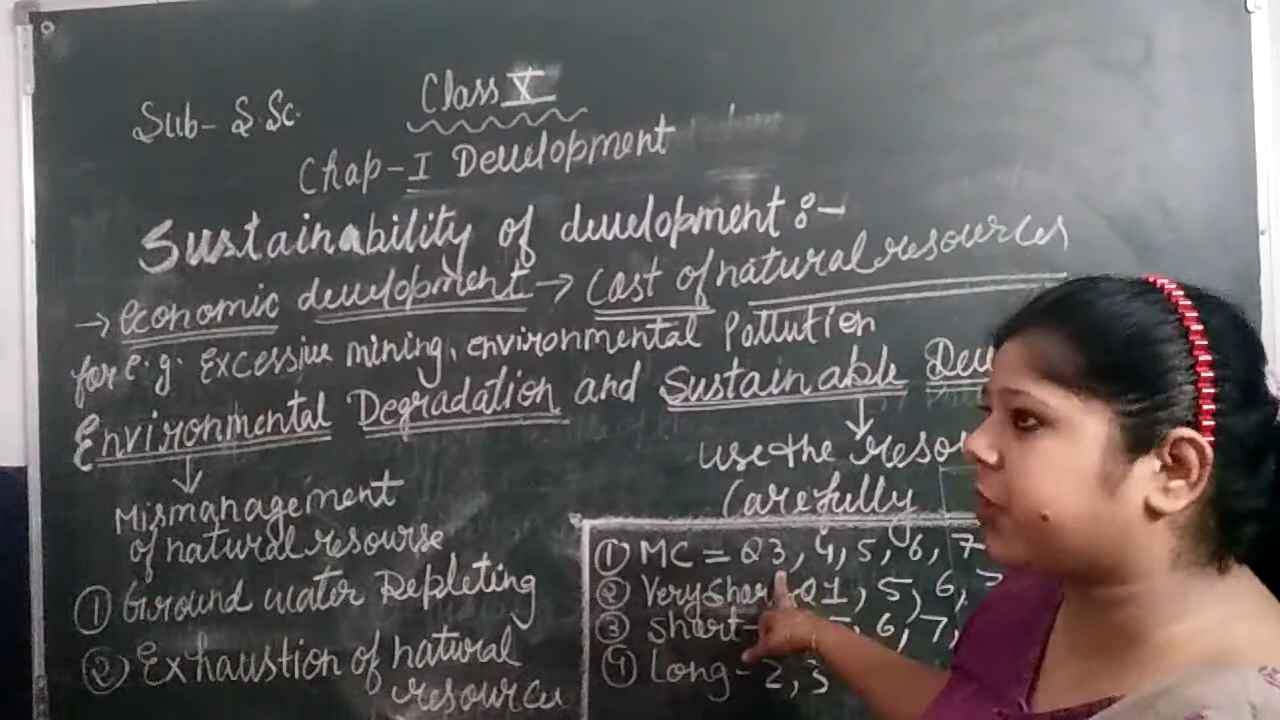 Sub- S.Sc.
Class X
Chap-I Development
Sustainability of development :-
→ economic development → Cost of natural resources
for e.g. Excessive mining, environmental Pollution
Environmental Degradation and Sustainable
use the
Carefully
Mismanagement
of natural resourse
① Ground water Depleting
② Exhaustion of natural
resources
① MC = Q3, 4, 5, 6, 7
② Very Q1, 5, 6,
③ Short- 6, 7,
④ Long- 2, 3